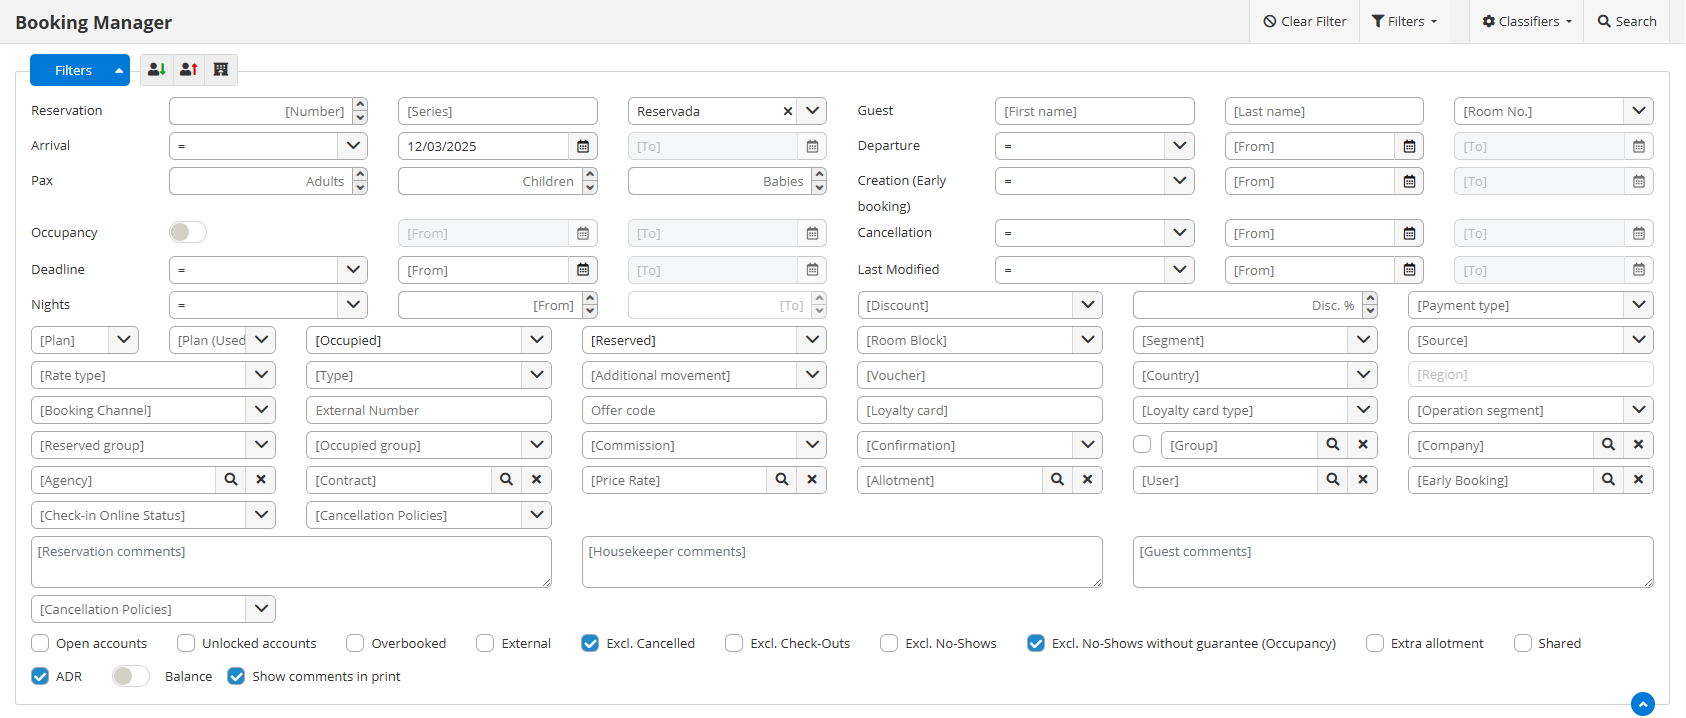 Booking Manager
Clear Filter
Filters
Classifiers
Search
Filters
Reservation
[Number]
[Series]
Reservada
Guest
[First name]
[Last name]
[Room No.]
Arrival
=
12/03/2025
[To]
Departure
=
[From]
[To]
Pax
Adults
Children
Babies
Creation (Early
booking)
=
[From]
[To]
Occupancy
[From]
[To]
Cancellation
=
[From]
[To]
Deadline
=
[From]
[To]
Last Modified
=
[From]
[To]
Nights
=
[From]
[To]
[Discount]
Disc. %
[Payment type]
[Plan]
[Plan (Used
[Occupied]
[Reserved]
[Room Block]
[Segment]
[Source]
[Rate type]
[Type]
[Additional movement]
[Voucher]
[Country]
[Region]
[Booking Channel]
External Number
Offer code
[Loyalty card]
[Loyalty card type]
[Operation segment]
[Reserved group]
[Occupied group]
[Commission]
[Confirmation]
[Group]
[Company]
[Agency]
[Contract]
[Price Rate]
[Allotment]
[User]
[Early Booking]
[Check-in Online Status]
[Cancellation Policies]
[Reservation comments]
[Housekeeper comments]
[Guest comments]
[Cancellation Policies]
Open accounts
Unlocked accounts
Overbooked
External
Excl. Cancelled
Excl. Check-Outs
Excl. No-Shows
Excl. No-Shows without guarantee (Occupancy)
Extra allotment
Shared
ADR
Balance
Show comments in print